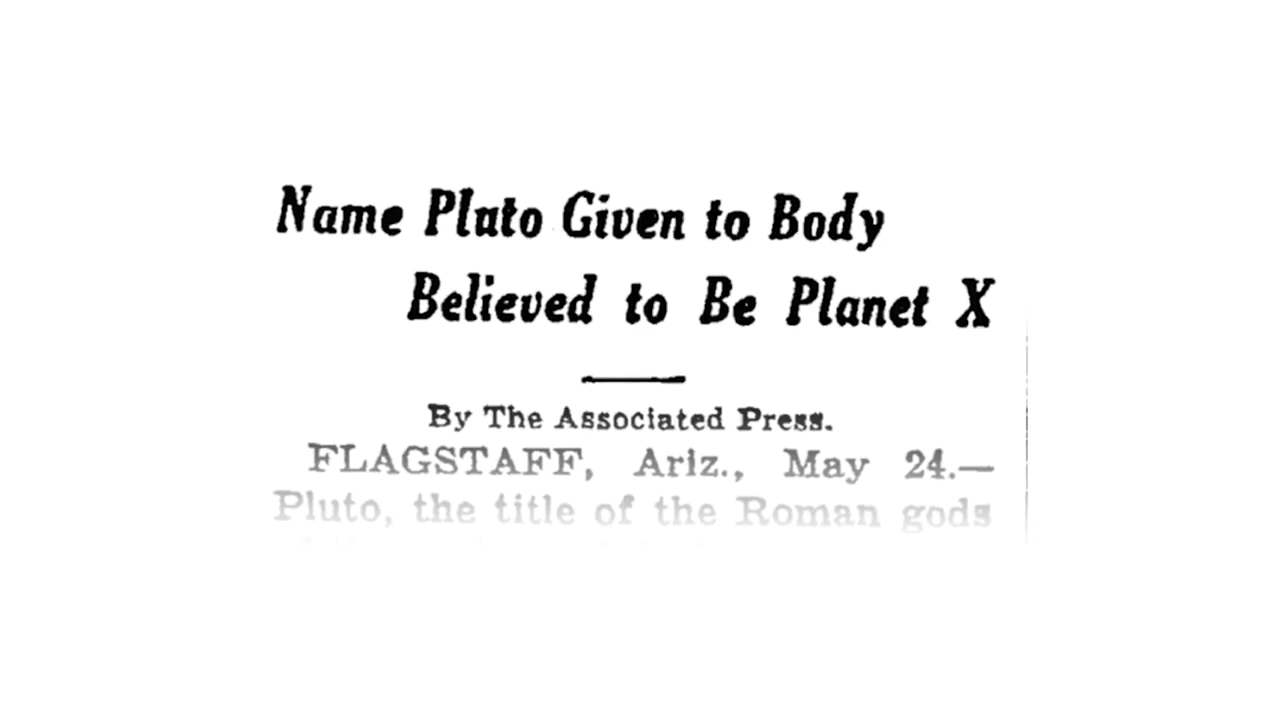 Name Pluto Given to Body
Believed to Be Planet X
By The Associated Press.
FLAGSTAFF, Ariz., May 24.—
Pluto, the title of the Roman gods